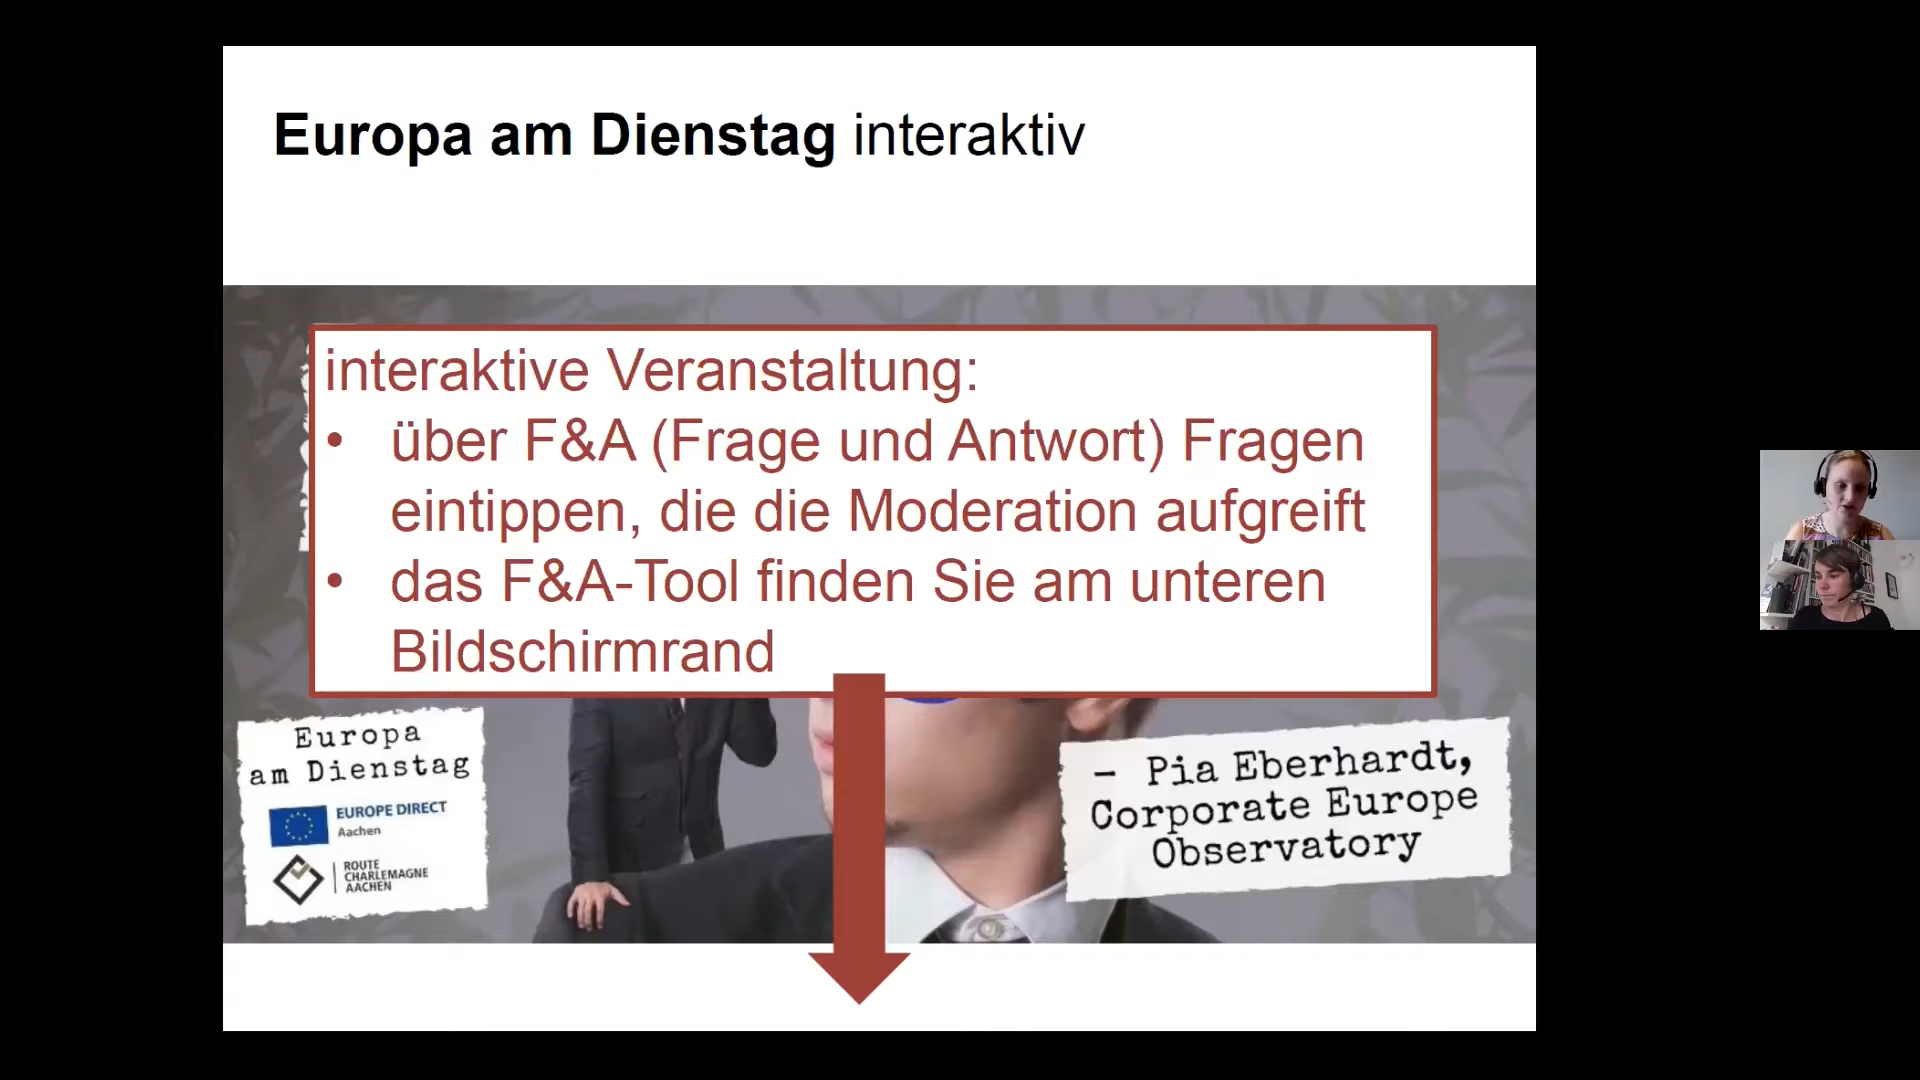 Europa am Dienstag interaktiv
interaktive Veranstaltung:
• über F&A (Frage und Antwort) Fragen
eintippen, die die Moderation aufgreift
• das F&A-Tool finden Sie am unteren
Bildschirmrand
Europa
am Dienstag
EUROPE DIRECT
Aachen
ROUTE
CHARLEMAGNE
AACHEN
– Pia Eberhardt,
Corporate Europe
Observatory